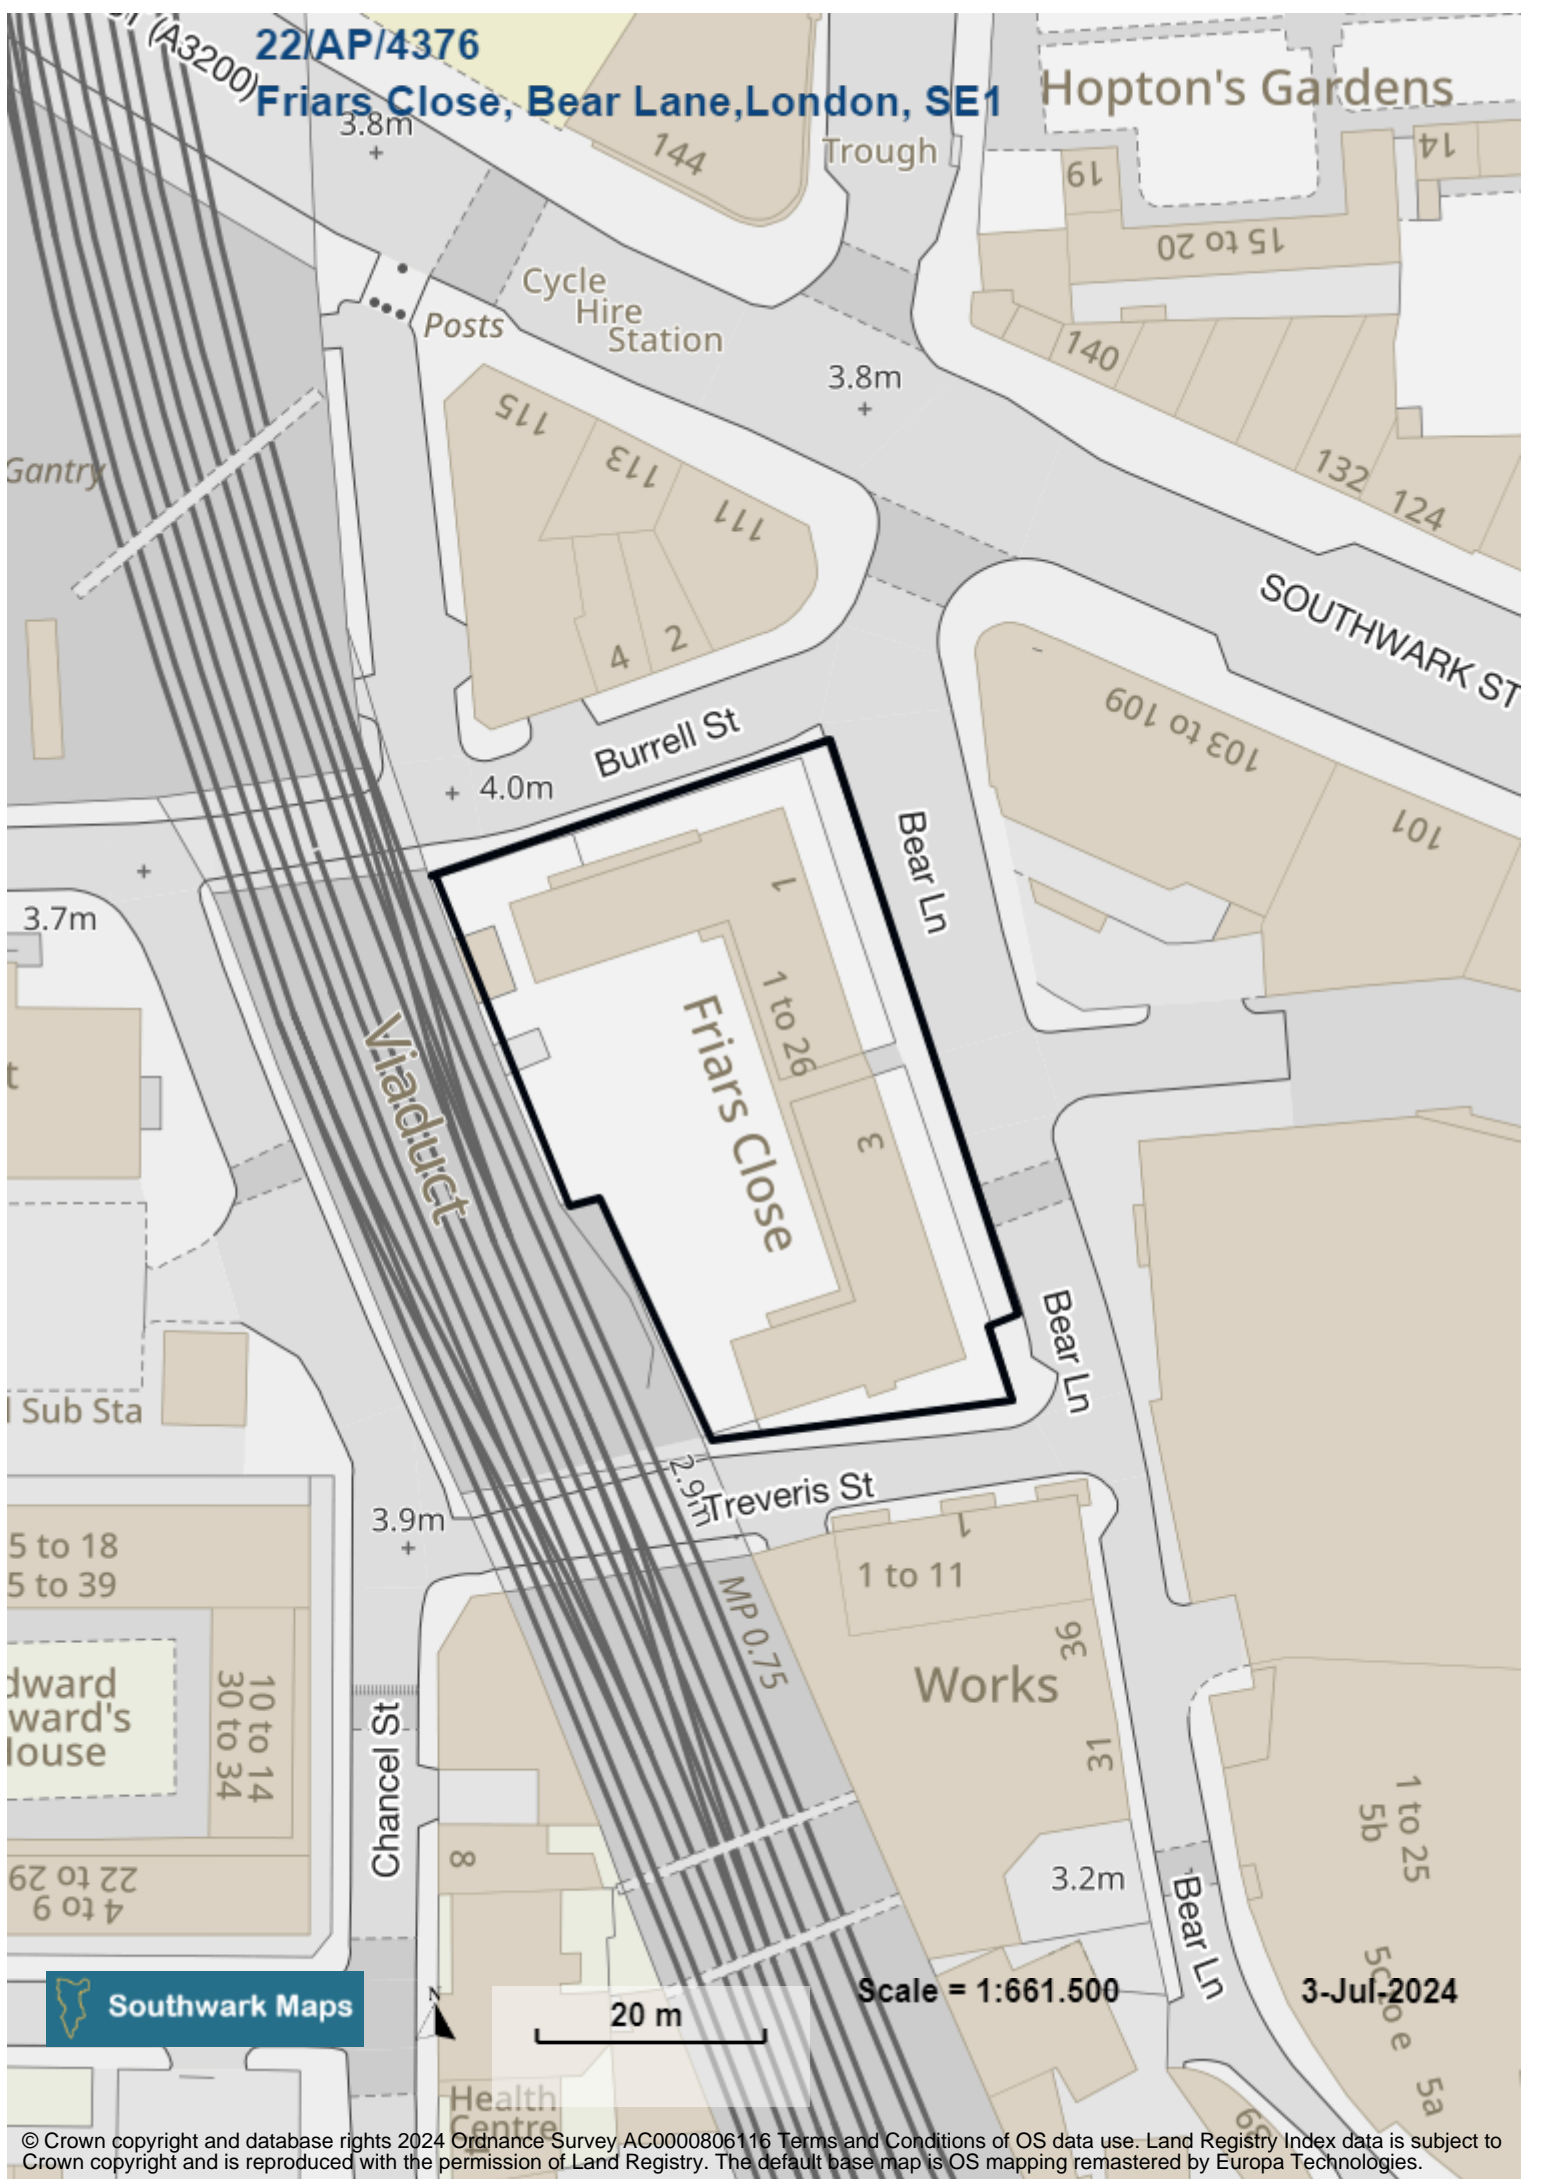 (A3200)
22/AP/4376
Friars Close, Bear Lane,London, SE1
Hopton's Gardens
3.8m
144
Trough
19
14
15 to 20
Cycle
Hire
Station
Posts
3.8m
140
115
113
111
132
124
Gantry
4
2
SOUTHWARK ST
103 to 109
101
Burrell St
4.0m
Bear Ln
3.7m
1
1 to 26
Friars Close
3
Viaduct
t
Bear Ln
Sub Sta
2.9m
Treveris St
3.9m
1
1 to 11
5 to 18
5 to 39
MP 0.75
36
Works
dward
ward's
ouse
10 to 14
30 to 34
31
Chancel St
1 to 25
5b
8
3.2m
22 to 29
4 to 9
Bear Ln
5c to e
5a
Southwark Maps
N
20 m
Scale = 1:661.500
3-Jul-2024
Health
Centre
© Crown copyright and database rights 2024 Ordnance Survey AC0000806116 Terms and Conditions of OS data use. Land Registry Index data is subject to
Crown copyright and is reproduced with the permission of Land Registry. The default base map is OS mapping remastered by Europa Technologies.